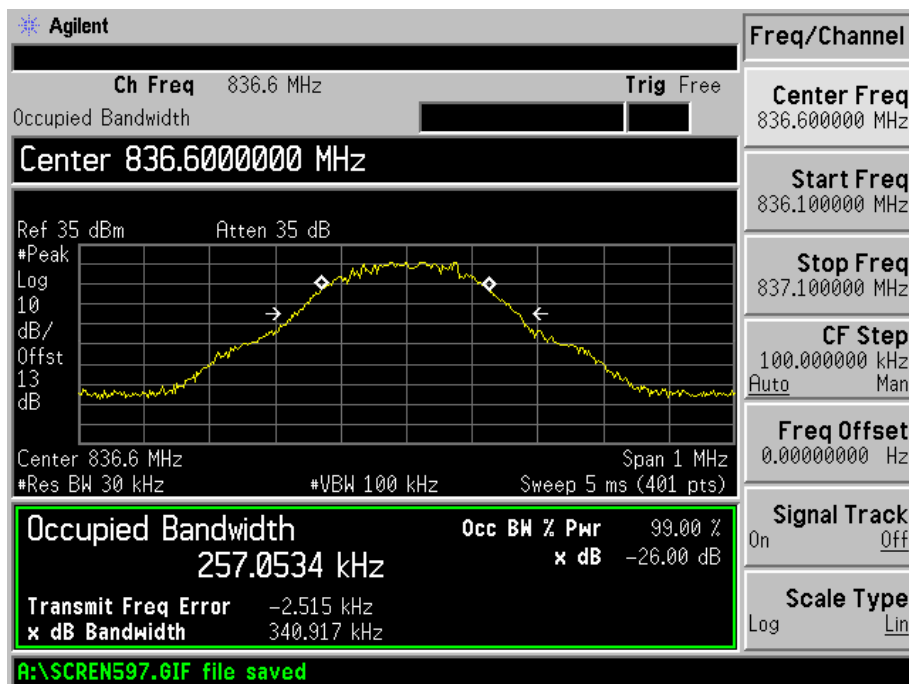 Agilent
Freq/Channel
Ch Freq 836.6 MHz Trig Free
Occupied Bandwidth
Center 836.6000000 MHz
Ref 35 dBm Atten 35 dB
#Peak
Log
10
dB/
Offst
13
dB
Center 836.6 MHz Span 1 MHz
#Res BW 30 kHz #VBW 100 kHz Sweep 5 ms (401 pts)
Occupied Bandwidth
257.0534 kHz
Occ BW % Pwr 99.00 %
x dB -26.00 dB
Transmit Freq Error -2.515 kHz
x dB Bandwidth 340.917 kHz
A:\SCREN597.GIF file saved
Center Freq
836.600000 MHz
Start Freq
836.100000 MHz
Stop Freq
837.100000 MHz
CF Step
100.000000 kHz
Auto Man
Freq Offset
0.00000000 Hz
Signal Track
On Off
Scale Type
Log Lin